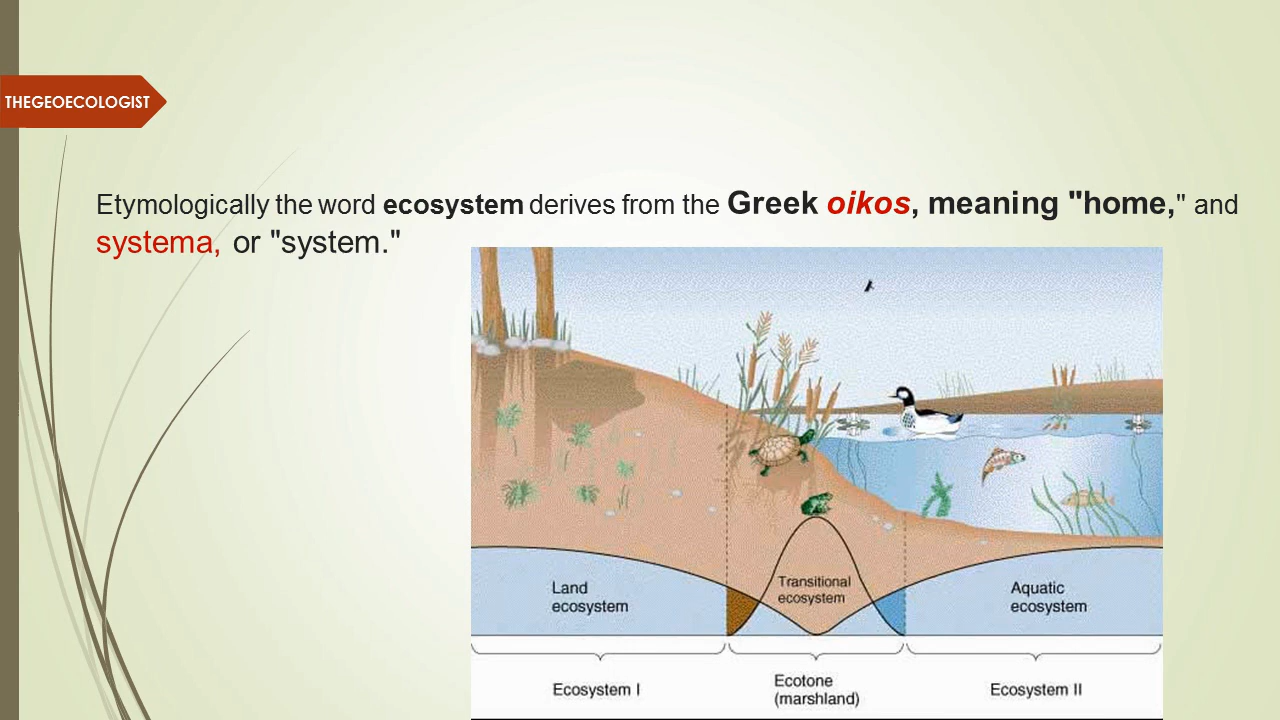 THEGEOECOLOGIST
Etymologically the word ecosystem derives from the Greek oikos, meaning "home," and
systema, or "system."
Land
ecosystem
Transitional
ecosystem
Aquatic
ecosystem
Ecosystem I
Ecotone
(marshland)
Ecosystem II